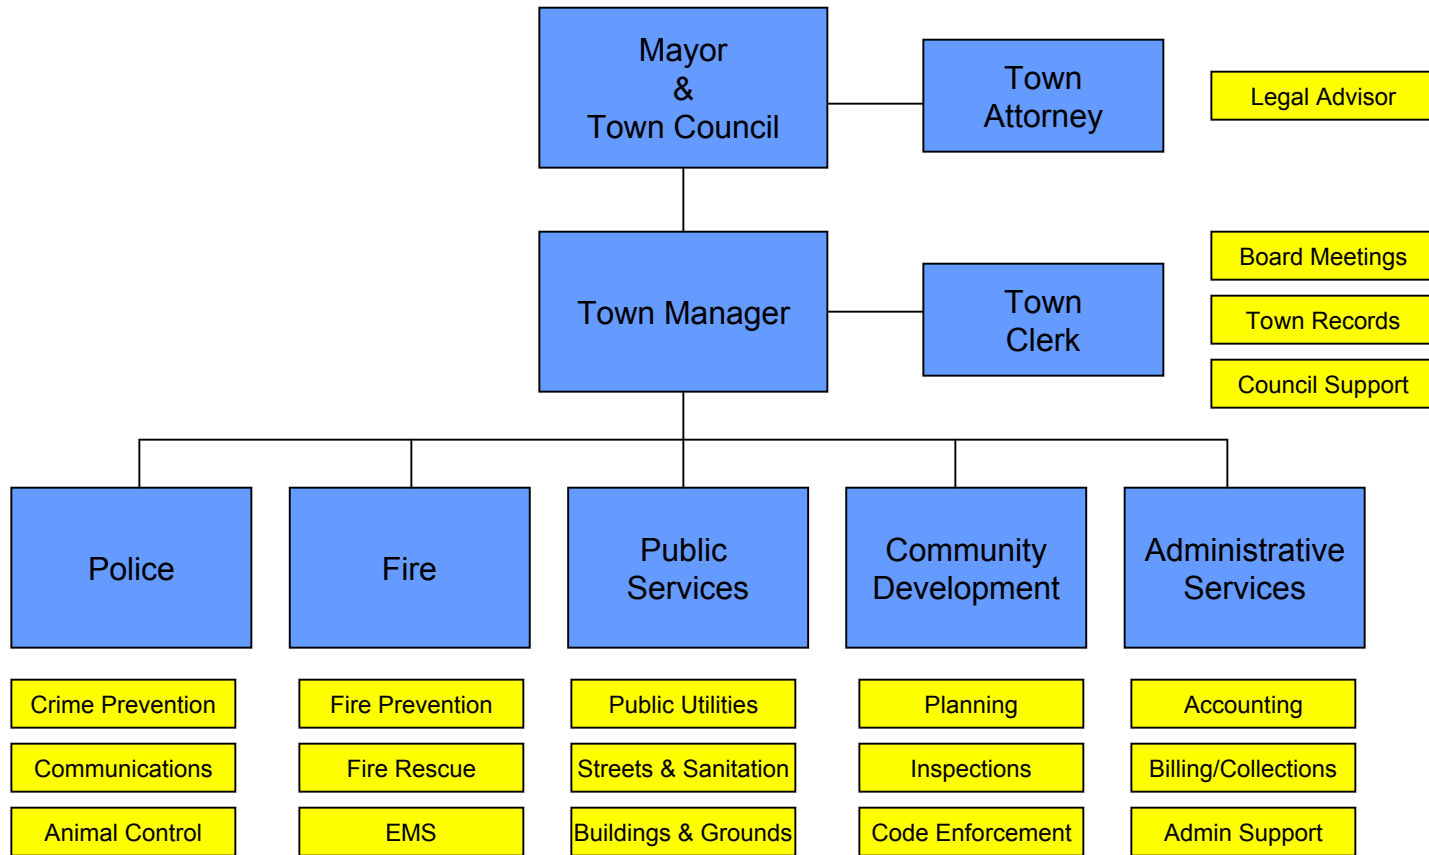 Mayor
&
Town Council
Town
Attorney
Legal Advisor
Town Manager
Town
Clerk
Board Meetings
Town Records
Council Support
Police
Fire
Public
Services
Community
Development
Administrative
Services
Crime Prevention
Fire Prevention
Public Utilities
Planning
Accounting
Communications
Fire Rescue
Streets & Sanitation
Inspections
Billing/Collections
Animal Control
EMS
Buildings & Grounds
Code Enforcement
Admin Support